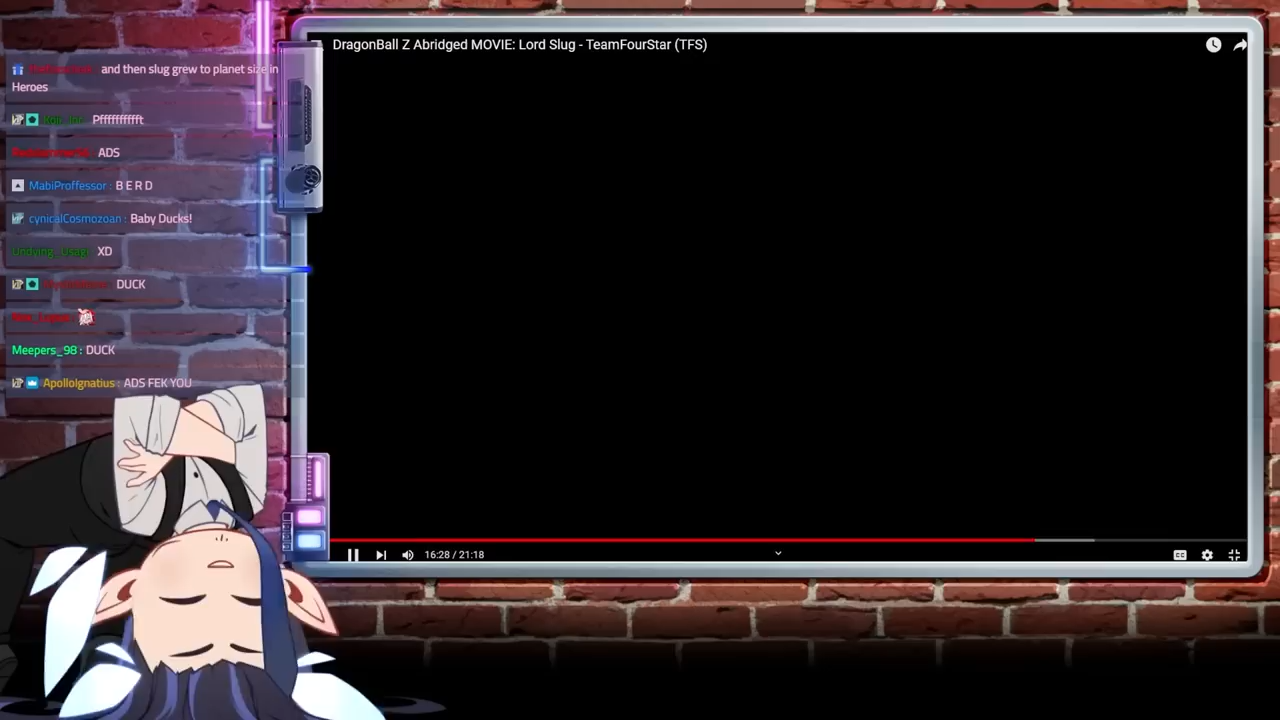 DragonBall Z Abridged MOVIE: Lord Slug - TeamFourStar (TFS)
and then slug grew to planet size in
Heroes
Pfffffffffft
ADS
MabiProffessor : B E R D
cynicalCosmozoan : Baby Ducks!
XD
DUCK
Meepers_98 : DUCK
ApolloIgnatius : ADS FEK YOU
16:28 / 21:18
CC